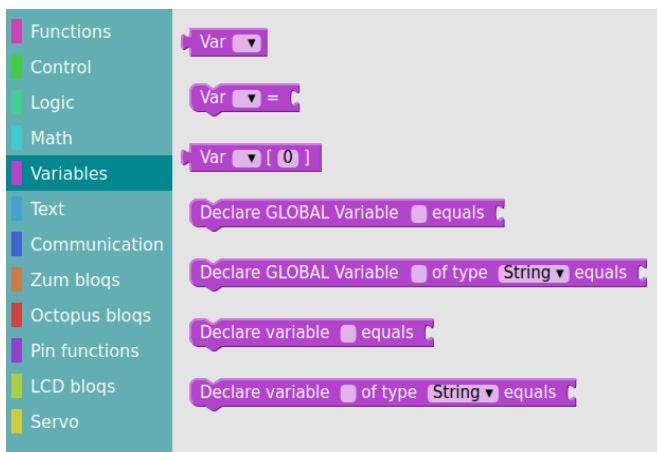 Functions
Control
Logic
Math
Variables
Text
Communication
Zum bloqs
Octopus bloqs
Pin functions
LCD bloqs
Servo
Var ▼
Var ▼ =
Var ▼ [ 0 ]
Declare GLOBAL Variable equals
Declare GLOBAL Variable of type String ▼ equals
Declare variable equals
Declare variable of type String ▼ equals